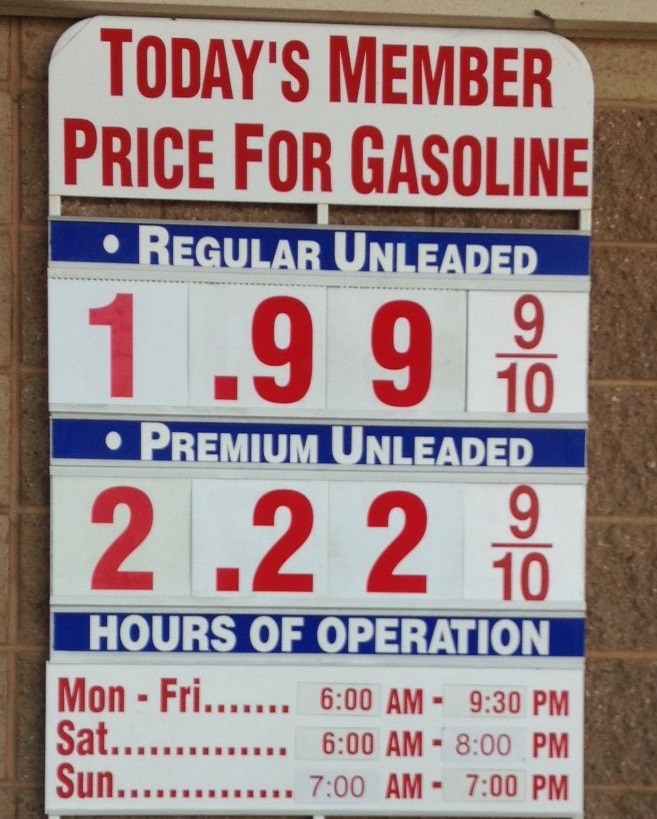 TODAY'S MEMBER
PRICE FOR GASOLINE
• REGULAR UNLEADED
1 .9 9 9/10
• PREMIUM UNLEADED
2 .2 2 9/10
HOURS OF OPERATION
Mon - Fri....... 6:00 AM - 9:30 PM
Sat.............. 6:00 AM - 8:00 PM
Sun.............. 7:00 AM - 7:00 PM